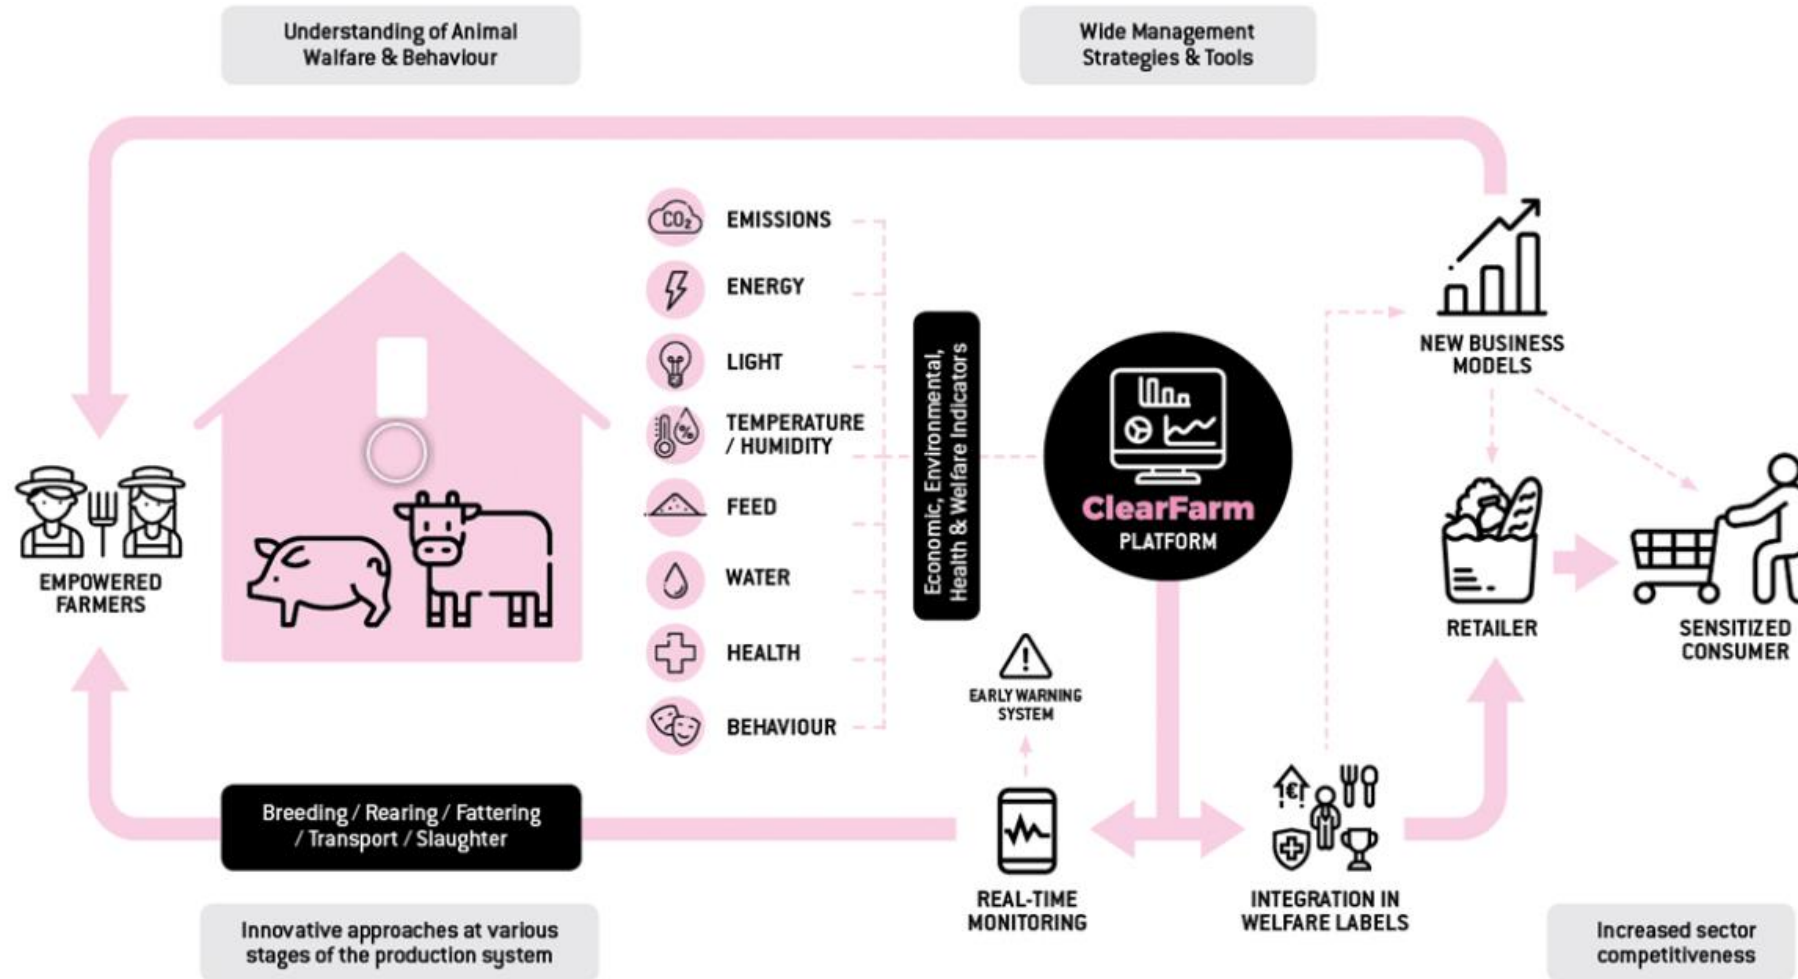 Understanding of Animal
Walfare & Behaviour
Wide Management
Strategies & Tools
CO₂
EMISSIONS
ENERGY
LIGHT
%
TEMPERATURE
/ HUMIDITY
FEED
WATER
HEALTH
BEHAVIOUR
Economic, Environmental,
Health & Welfare Indicators
ClearFarm
PLATFORM
NEW BUSINESS
MODELS
EMPOWERED
FARMERS
RETAILER
SENSITIZED
CONSUMER
EARLY WARNING
SYSTEM
Breeding / Rearing / Fattering
/ Transport / Slaughter
REAL-TIME
MONITORING
€
INTEGRATION IN
WELFARE LABELS
Innovative approaches at various
stages of the production system
Increased sector
competitiveness